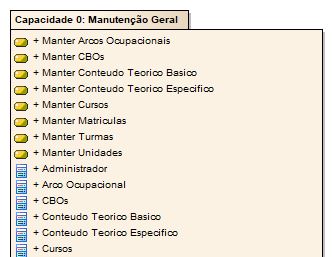 Capacidade 0: Manutenção Geral
+ Manter Arcos Ocupacionais
+ Manter CBOs
+ Manter Conteudo Teorico Basico
+ Manter Conteudo Teorico Especifico
+ Manter Cursos
+ Manter Matriculas
+ Manter Turmas
+ Manter Unidades
+ Administrador
+ Arco Ocupacional
+ CBOs
+ Conteudo Teorico Basico
+ Conteudo Teorico Especifico
+ Cursos